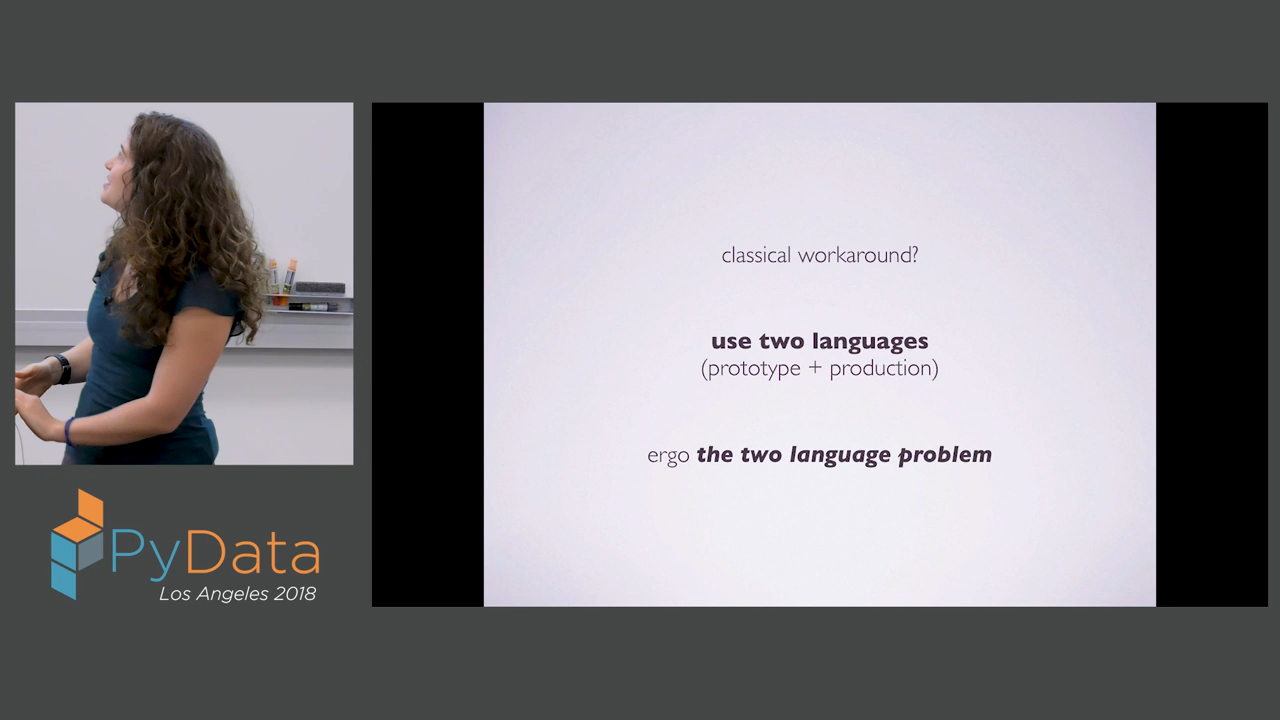 classical workaround?
use two languages
(prototype + production)
ergo the two language problem
PyData
Los Angeles 2018